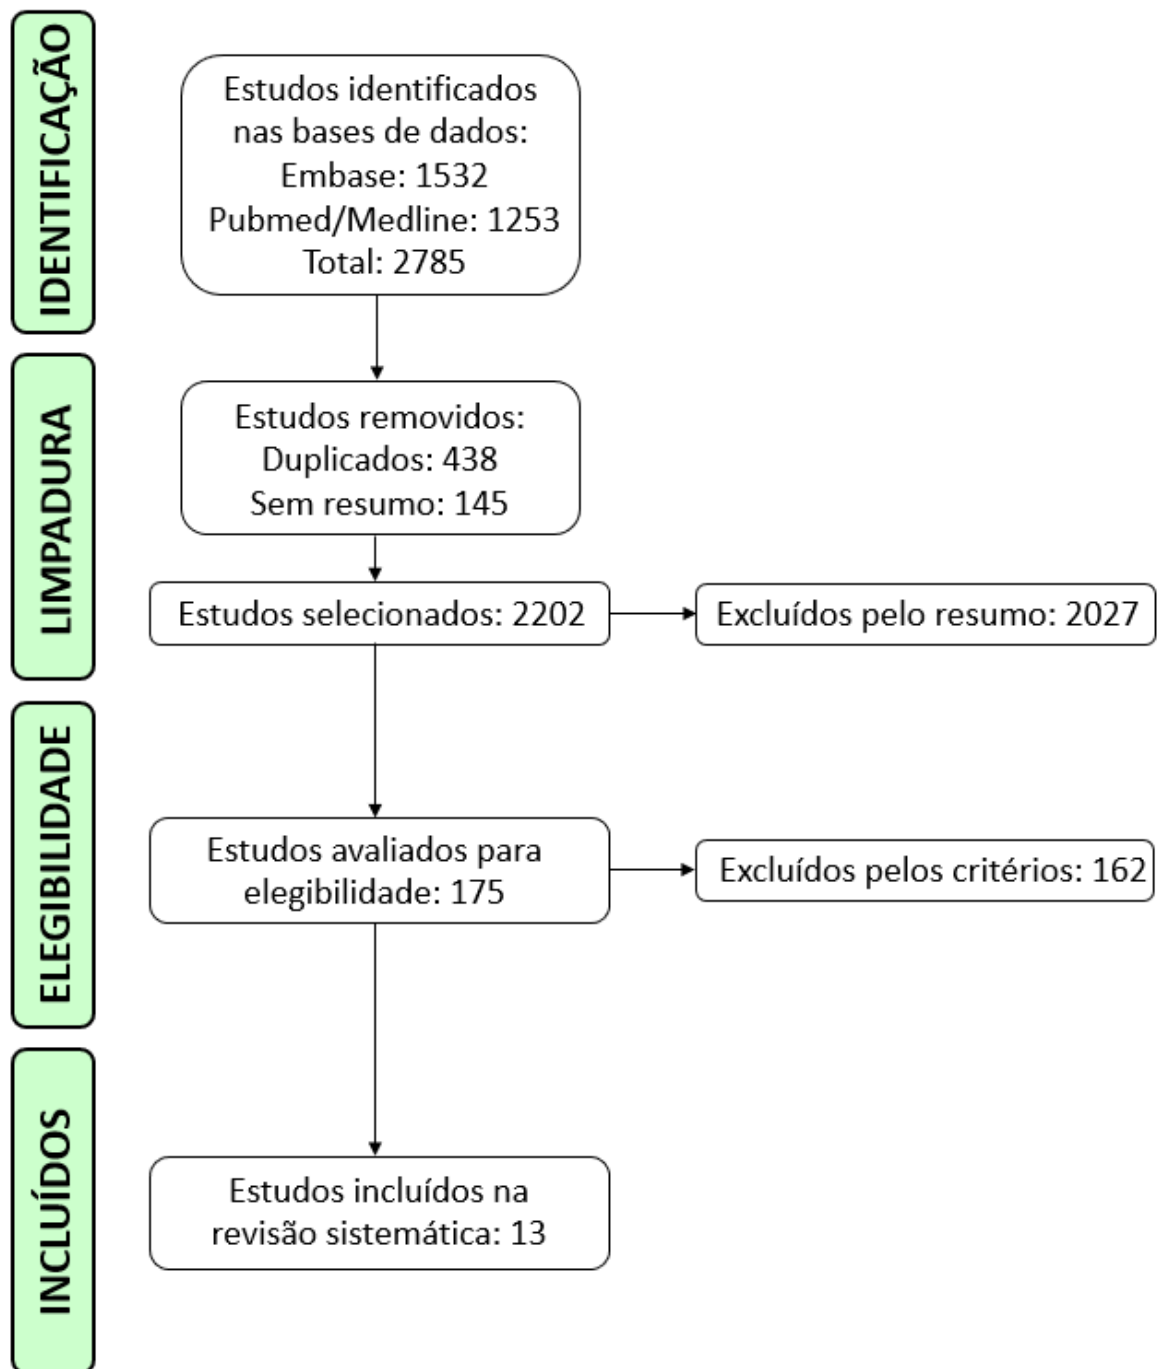 IDENTIFICAÇÃO
Estudos identificados
nas bases de dados:
Embase: 1532
Pubmed/Medline: 1253
Total: 2785
LIMPADURA
Estudos removidos:
Duplicados: 438
Sem resumo: 145
Estudos selecionados: 2202
Excluídos pelo resumo: 2027
ELEGIBILIDADE
Estudos avaliados para
elegibilidade: 175
Excluídos pelos critérios: 162
INCLUÍDOS
Estudos incluídos na
revisão sistemática: 13